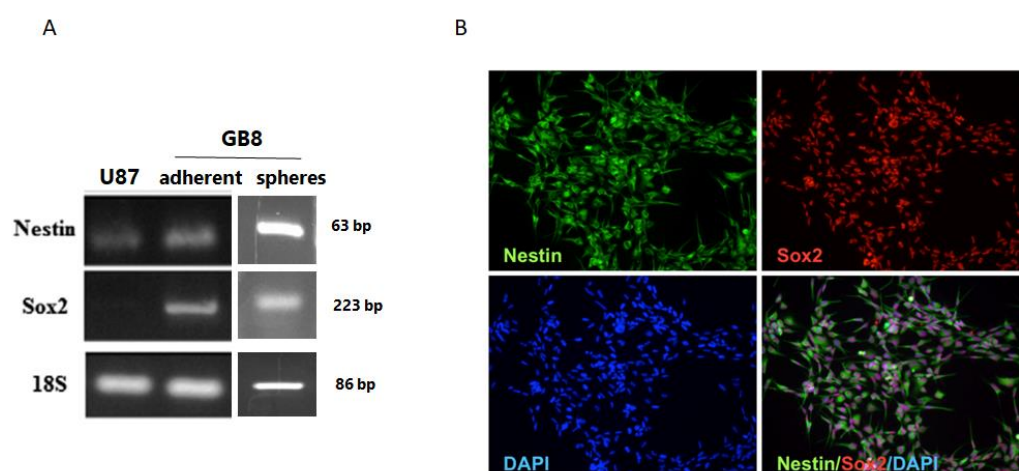 A
B
GB8
U87 adherent spheres
Nestin 63 bp
Sox2 223 bp
18S 86 bp
Nestin
Sox2
DAPI
Nestin/Sox2/DAPI